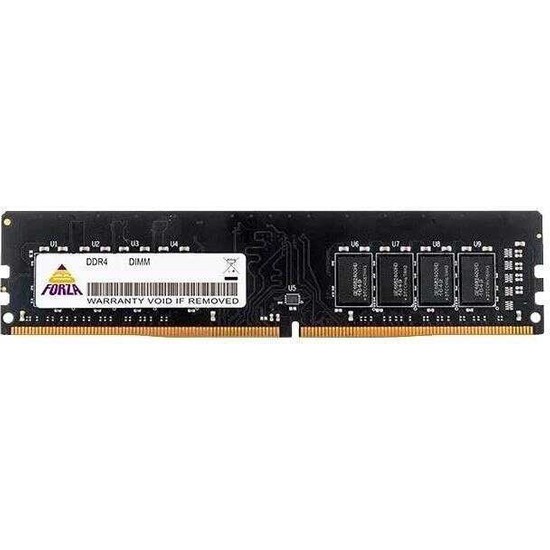 U1 U2 U3 U4
U6 U7 U8 U9
DDR4 DIMM
FORZA
U5
WARRANTY VOID IF REMOVED